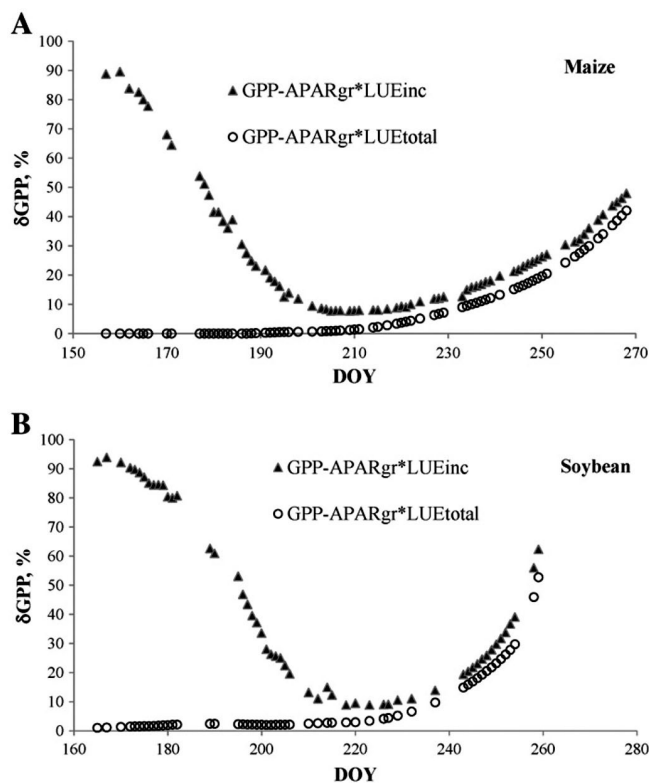 A
Maize
GPP-APARgr*LUEinc
GPP-APARgr*LUEtotal
δGPP, %
100
90
80
70
60
50
40
30
20
10
0
150 170 190 210 230 250 270
DOY
B
Soybean
GPP-APARgr*LUEinc
GPP-APARgr*LUEtotal
δGPP, %
100
90
80
70
60
50
40
30
20
10
0
160 180 200 220 240 260 280
DOY